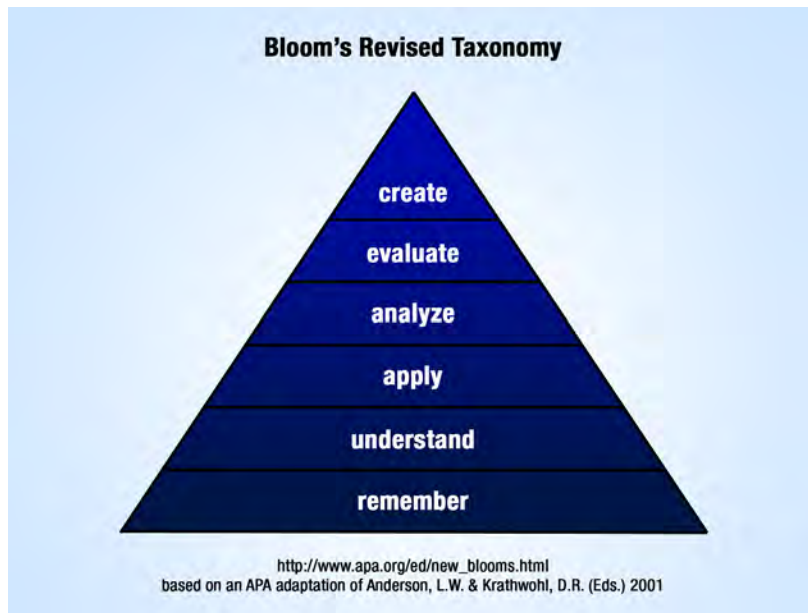 Bloom's Revised Taxonomy
create
evaluate
analyze
apply
understand
remember
http://www.apa.org/ed/new_blooms.html
based on an APA adaptation of Anderson, L.W. & Krathwohl, D.R. (Eds.) 2001